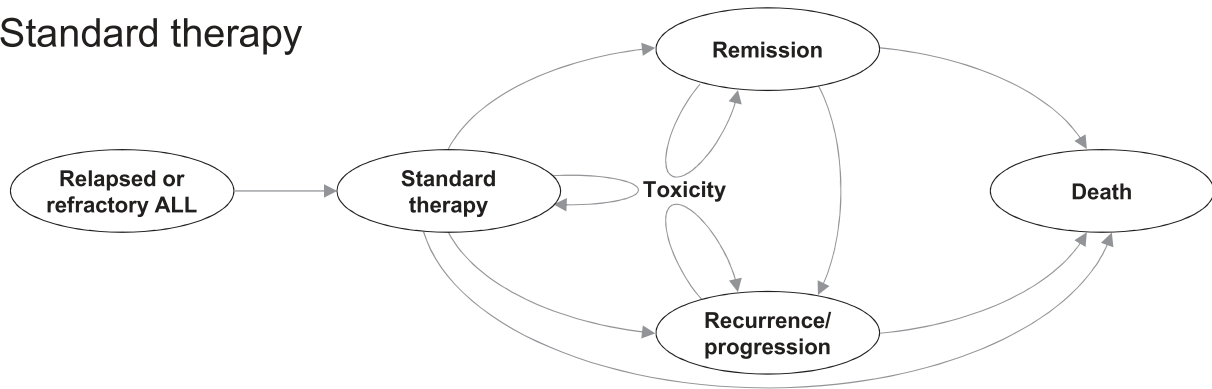 Standard therapy
Remission
Relapsed or
refractory ALL
Standard
therapy
Toxicity
Death
Recurrence/
progression